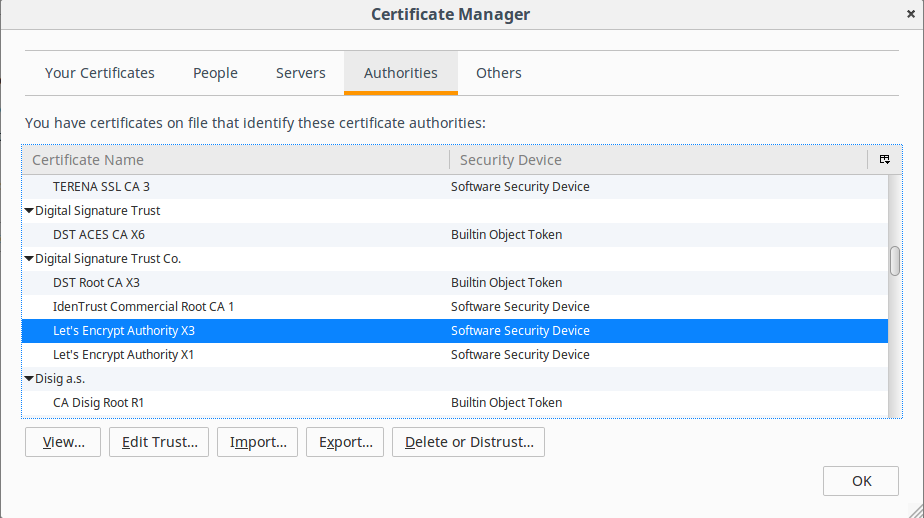 Certificate Manager
Your Certificates People Servers Authorities Others
You have certificates on file that identify these certificate authorities:
Certificate Name Security Device
TERENA SSL CA 3 Software Security Device
Digital Signature Trust
DST ACES CA X6 Builtin Object Token
Digital Signature Trust Co.
DST Root CA X3 Builtin Object Token
IdenTrust Commercial Root CA 1 Software Security Device
Let's Encrypt Authority X3 Software Security Device
Let's Encrypt Authority X1 Software Security Device
Disig a.s.
CA Disig Root R1 Builtin Object Token
View... Edit Trust... Import... Export... Delete or Distrust...
OK